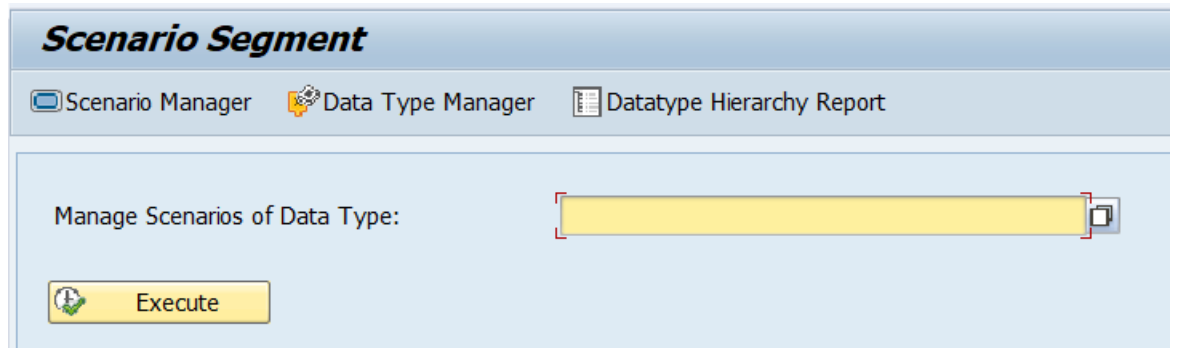 Scenario Segment
Scenario Manager Data Type Manager Datatype Hierarchy Report
Manage Scenarios of Data Type:
Execute